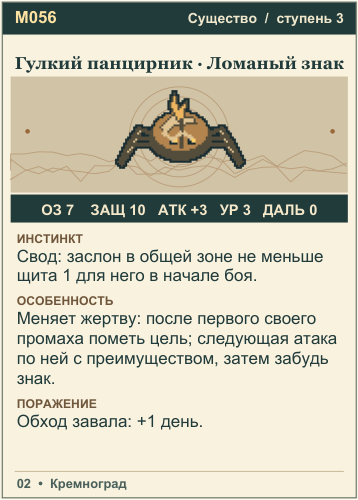 M056
Существо / ступень 3
Гулкий панцирник · Ломаный знак
ОЗ 7 ЗАЩ 10 АТК +3 УР 3 ДАЛЬ 0
ИНСТИНКТ
Свод: заслон в общей зоне не меньше
щита 1 для него в начале боя.
ОСОБЕННОСТЬ
Меняет жертву: после первого своего
промаха пометь цель; следующая атака
по ней с преимуществом, затем забудь
знак.
ПОРАЖЕНИЕ
Обход завала: +1 день.
02 • Кремноград